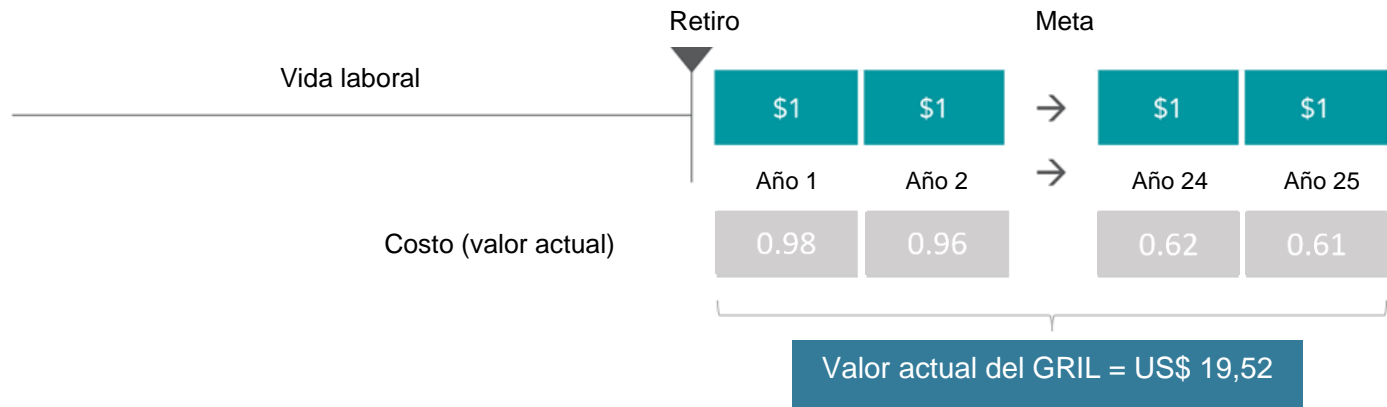 Retiro
Meta
Vida laboral
$1
$1
→
$1
$1
Año 1
Año 2
→
Año 24
Año 25
Costo (valor actual)
0.98
0.96
0.62
0.61
Valor actual del GRIL = US$ 19,52